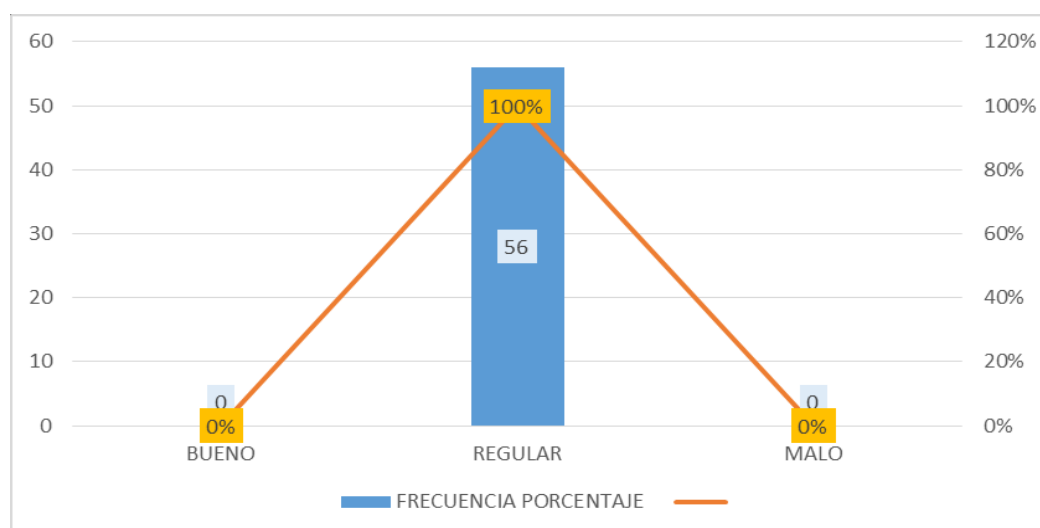 60 120%
50 100% 100%
40 80%
30 56 60%
20 40%
10 20%
0 0 0 0%
0% 0%
BUENO REGULAR MALO
FRECUENCIA PORCENTAJE